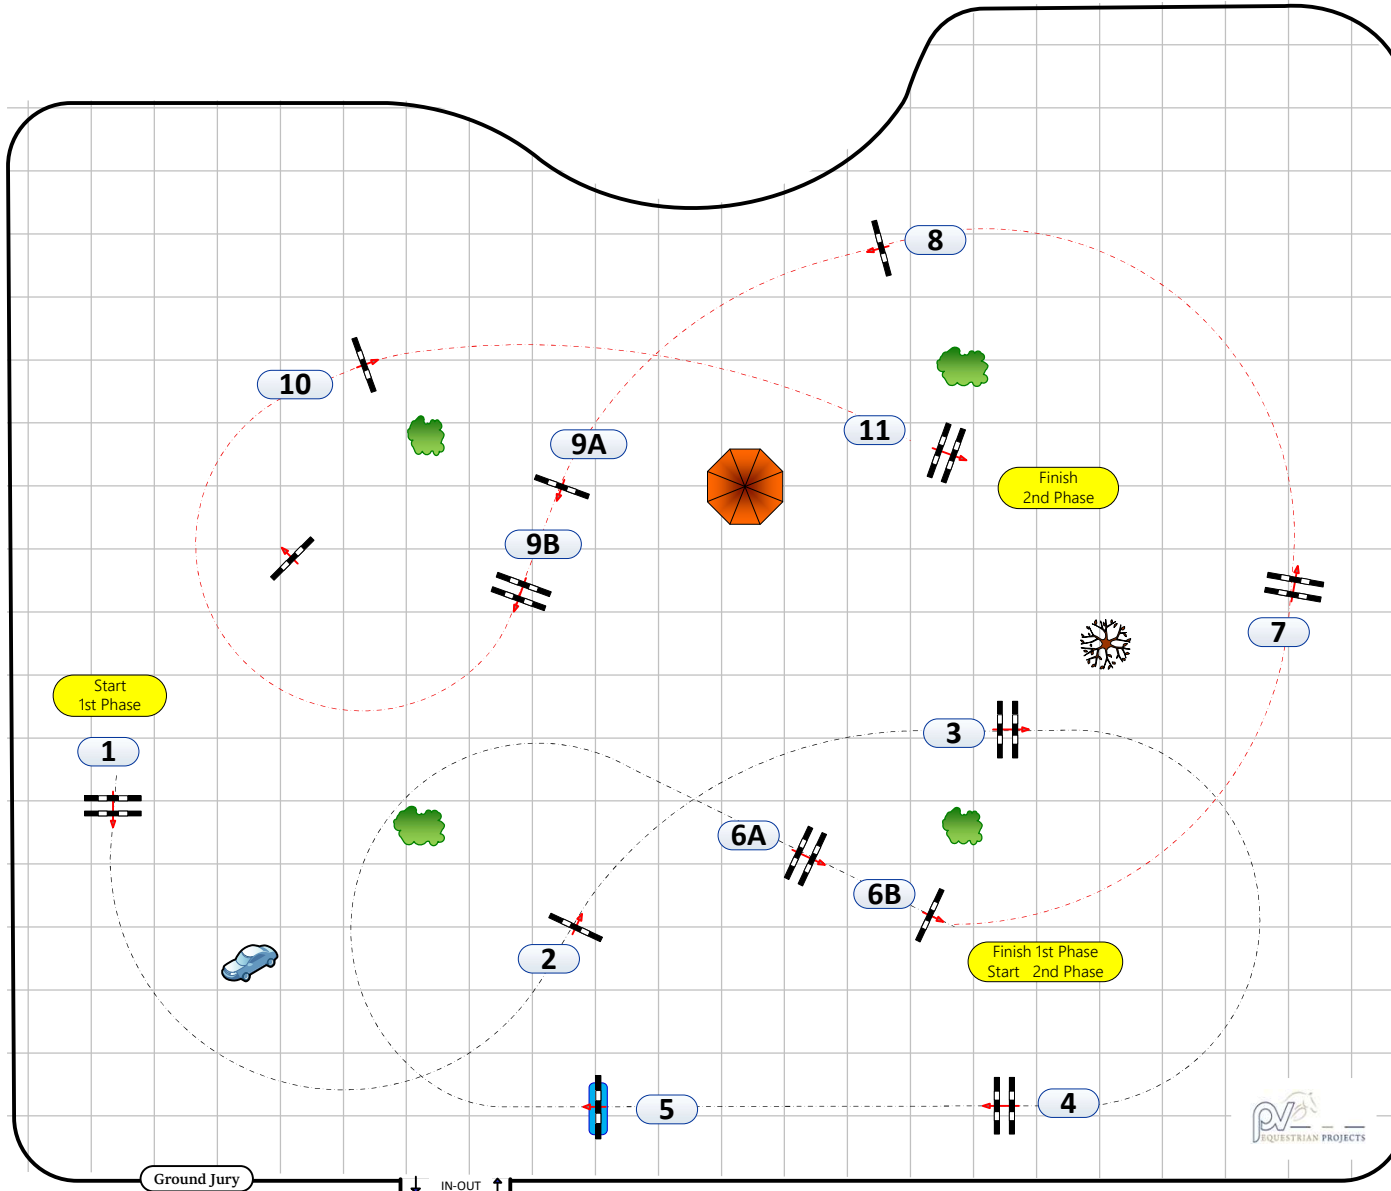 8
10
11
9A
Finish
2nd Phase
9B
7
Start
1st Phase
1
3
6A
6B
2
Finish 1st Phase
Start 2nd Phase
5
4
pv
EQUESTRIAN PROJECTS
Ground Jury
IN-OUT